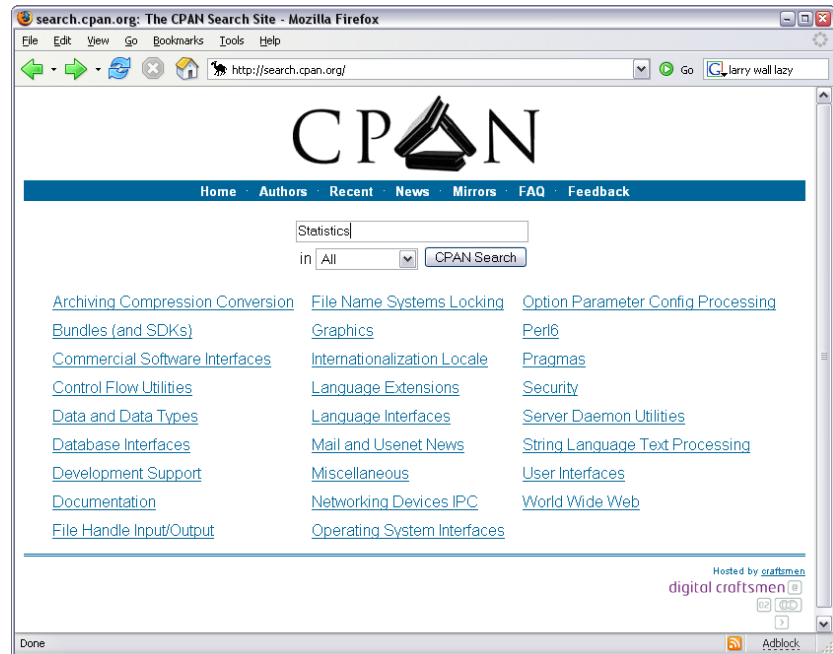 search.cpan.org: The CPAN Search Site - Mozilla Firefox
File Edit View Go Bookmarks Tools Help
http://search.cpan.org/ Go G larry wall lazy
CPAN
Home · Authors · Recent · News · Mirrors · FAQ · Feedback
Statistics
in All CPAN Search
Archiving Compression Conversion File Name Systems Locking Option Parameter Config Processing
Bundles (and SDKs) Graphics Perl6
Commercial Software Interfaces Internationalization Locale Pragmas
Control Flow Utilities Language Extensions Security
Data and Data Types Language Interfaces Server Daemon Utilities
Database Interfaces Mail and Usenet News String Language Text Processing
Development Support Miscellaneous User Interfaces
Documentation Networking Devices IPC World Wide Web
File Handle Input/Output Operating System Interfaces
Hosted by craftsmen
digital craftsmen
Done Adblock